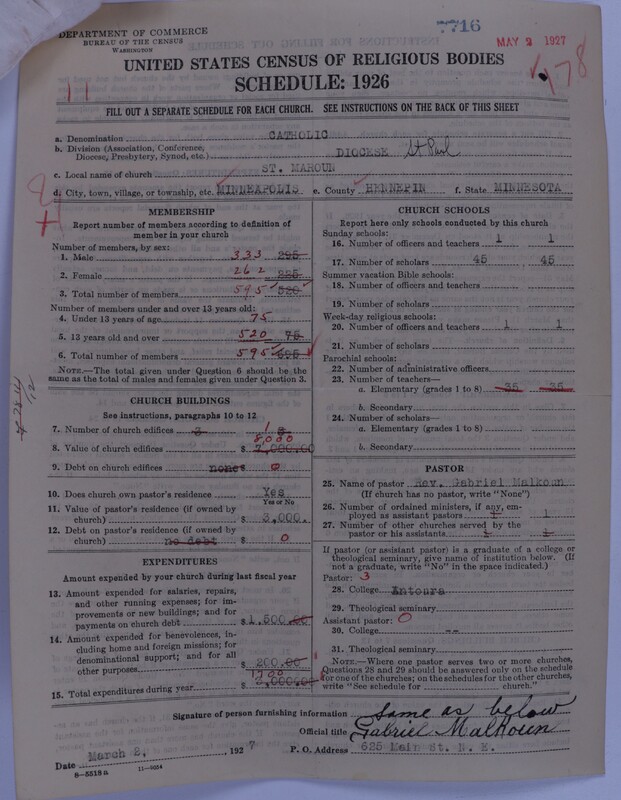 DEPARTMENT OF COMMERCE
BUREAU OF THE CENSUS
WASHINGTON
7716
MAY 2 1927
178
UNITED STATES CENSUS OF RELIGIOUS BODIES
SCHEDULE: 1926
11
FILL OUT A SEPARATE SCHEDULE FOR EACH CHURCH. SEE INSTRUCTIONS ON THE BACK OF THIS SHEET
a. Denomination CATHOLIC
b. Division (Association, Conference, Diocese, Presbytery, Synod, etc.) DIOCESE St Paul
c. Local name of church ST. MAROUN
d. City, town, village, or township, etc. MINNEAPOLIS e. County HENNEPIN f. State MINNESOTA
MEMBERSHIP
Report number of members according to definition of
member in your church
Number of members, by sex:
1. Male 333 295
2. Female 262 225
3. Total number of members 595 520
Number of members under and over 13 years old:
4. Under 13 years of age 75
5. 13 years old and over 520 75
6. Total number of members 595 595
NOTE.—The total given under Question 6 should be the
same as the total of males and females given under Question 3.
CHURCH BUILDINGS
See instructions, paragraphs 10 to 12
7. Number of church edifices 3 1
8. Value of church edifices $ 8,000
9. Debt on church edifices none 0
10. Does church own pastor's residence Yes
Yes or No
11. Value of pastor's residence (if owned by
church) $ 3,000.
12. Debt on pastor's residence (if owned by
church) no debt $ 0
EXPENDITURES
Amount expended by your church during last fiscal year
13. Amount expended for salaries, repairs,
and other running expenses; for im-
provements or new buildings; and for
payments on church debt $ 1,500.00
14. Amount expended for benevolences, in-
cluding home and foreign missions; for
denominational support; and for all
other purposes $ 200.00
15. Total expenditures during year $ 1700
CHURCH SCHOOLS
Report here only schools conducted by this church
Sunday schools:
16. Number of officers and teachers 1 1
17. Number of scholars 45 45
Summer vacation Bible schools:
18. Number of officers and teachers
19. Number of scholars
Week-day religious schools:
20. Number of officers and teachers 1 1
21. Number of scholars
Parochial schools:
22. Number of administrative officers
23. Number of teachers—
a. Elementary (grades 1 to 8) 35 35
b. Secondary
24. Number of scholars—
a. Elementary (grades 1 to 8)
b. Secondary
PASTOR
25. Name of pastor Rev. Gabriel Malkoun
(If church has no pastor, write "None")
26. Number of ordained ministers, if any, em-
ployed as assistant pastors 1 1
27. Number of other churches served by the
pastor or his assistants 1 1
If pastor (or assistant pastor) is a graduate of a college or
theological seminary, give name of institution below. (If
not a graduate, write "No" in the space indicated.)
Pastor: 3
28. College Antoura
29. Theological seminary
Assistant pastor: 0
30. College --
31. Theological seminary
NOTE.—Where one pastor serves two or more churches,
Questions 28 and 29 should be answered only on the schedule
for one of the churches; on the schedules for the other churches,
write "See schedule for church."
Signature of person furnishing information same as below
Official title Gabriel Malhoun
Date March 2, 1927 P. O. Address 625 Main St. N. E.
8—5518 a 11—9054